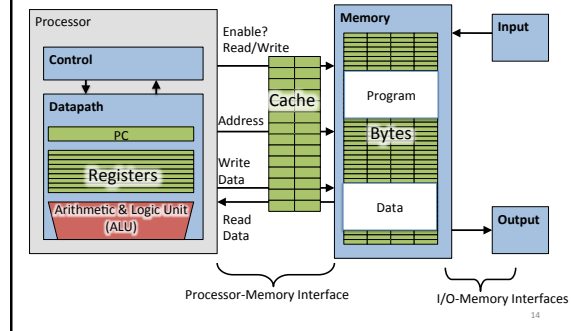 Processor
Control
Datapath
PC
Registers
Arithmetic & Logic Unit
(ALU)
Enable?
Read/Write
Address
Write
Data
Read
Data
Cache
Memory
Program
Bytes
Data
Input
Output
Processor-Memory Interface
I/O-Memory Interfaces
14